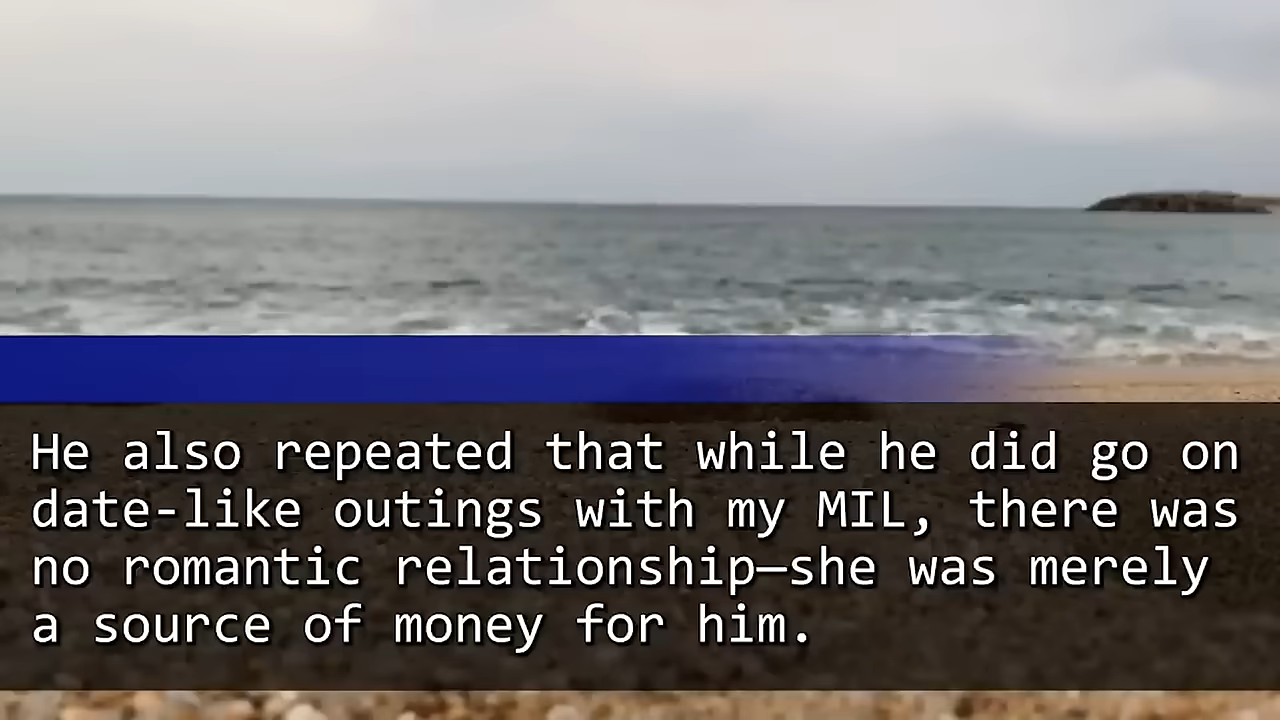 He also repeated that while he did go on
date-like outings with my MIL, there was
no romantic relationship—she was merely
a source of money for him.